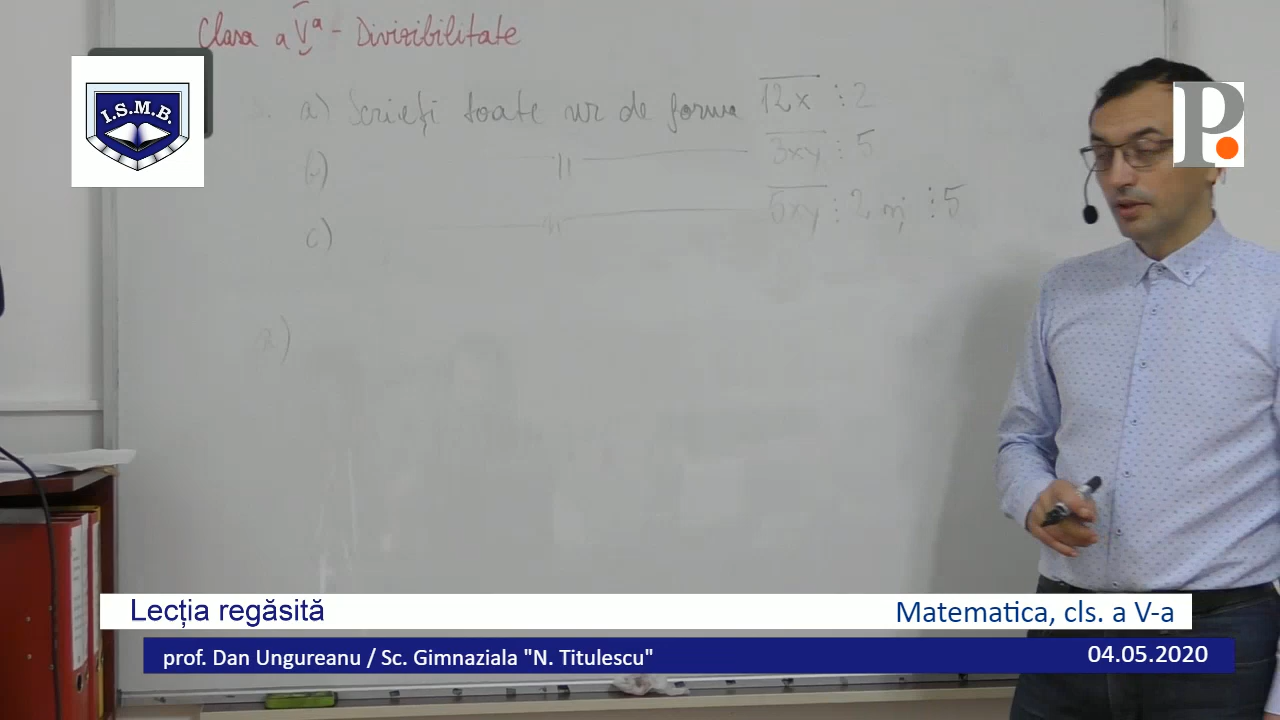 Clasa a V ᵃ - Divizibilitate
I.S.M.B.
a) Scrieți toate nr de forma 12x ⋮ 2
b) —— 〃 —— 3xy ⋮ 5
c) —— 〃 —— 5xy ⋮ 2 și ⋮ 5
a)
P.
Lecția regăsită
Matematica, cls. a V-a
prof. Dan Ungureanu / Sc. Gimnaziala "N. Titulescu"
04.05.2020